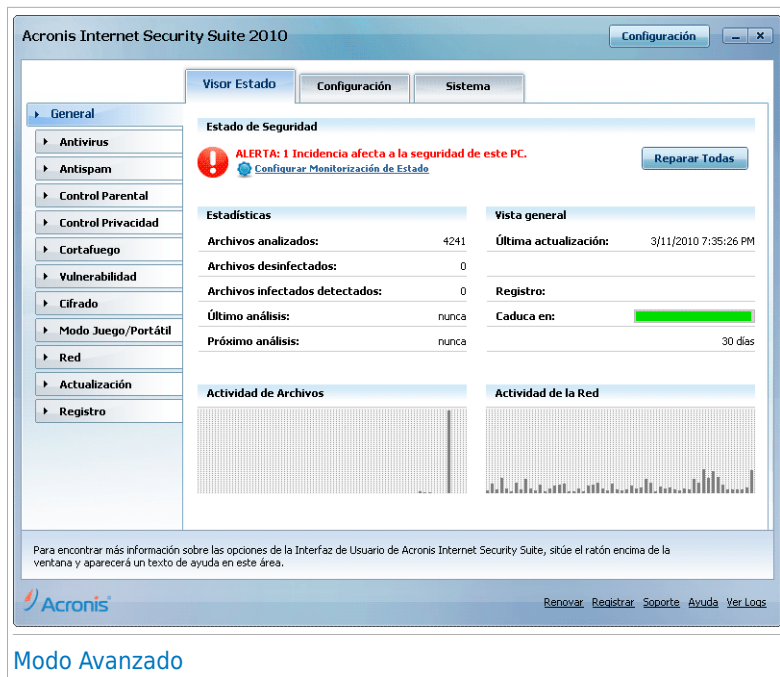 Acronis Internet Security Suite 2010
Configuración
Visor Estado
Configuración
Sistema
General
Antivirus
Antispam
Control Parental
Control Privacidad
Cortafuego
Vulnerabilidad
Cifrado
Modo Juego/Portátil
Red
Actualización
Registro
Estado de Seguridad
ALERTA: 1 Incidencia afecta a la seguridad de este PC.
Configurar Monitorización de Estado
Reparar Todas
Estadísticas
Archivos analizados: 4241
Archivos desinfectados: 0
Archivos infectados detectados: 0
Último análisis: nunca
Próximo análisis: nunca
Vista general
Última actualización: 3/11/2010 7:35:26 PM
Registro:
Caduca en:
30 días
Actividad de Archivos
Actividad de la Red
Para encontrar más información sobre las opciones de la Interfaz de Usuario de Acronis Internet Security Suite, sitúe el ratón encima de la
ventana y aparecerá un texto de ayuda en este área.
Acronis
Renovar Registrar Soporte Ayuda Ver Logs
Modo Avanzado